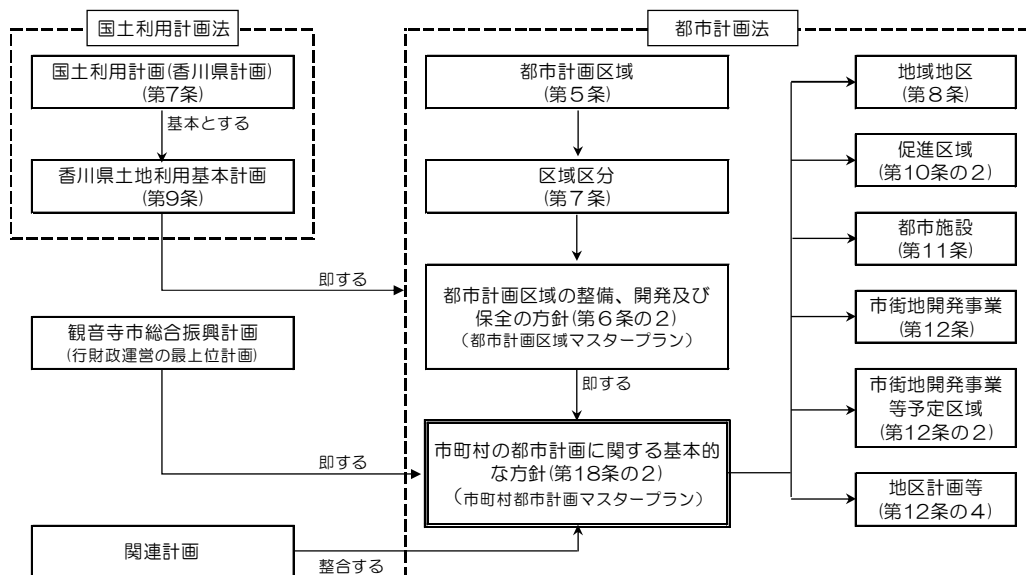 国土利用計画法
国土利用計画(香川県計画)
(第7条)
基本とする
香川県土地利用基本計画
(第9条)
即する
観音寺市総合振興計画
(行財政運営の最上位計画)
即する
関連計画
整合する
都市計画法
都市計画区域
(第5条)
区域区分
(第7条)
都市計画区域の整備、開発及び
保全の方針(第6条の2)
(都市計画区域マスタープラン)
即する
市町村の都市計画に関する基本的
な方針(第18条の2)
(市町村都市計画マスタープラン)
地域地区
(第8条)
促進区域
(第10条の2)
都市施設
(第11条)
市街地開発事業
(第12条)
市街地開発事業
等予定区域
(第12条の2)
地区計画等
(第12条の4)